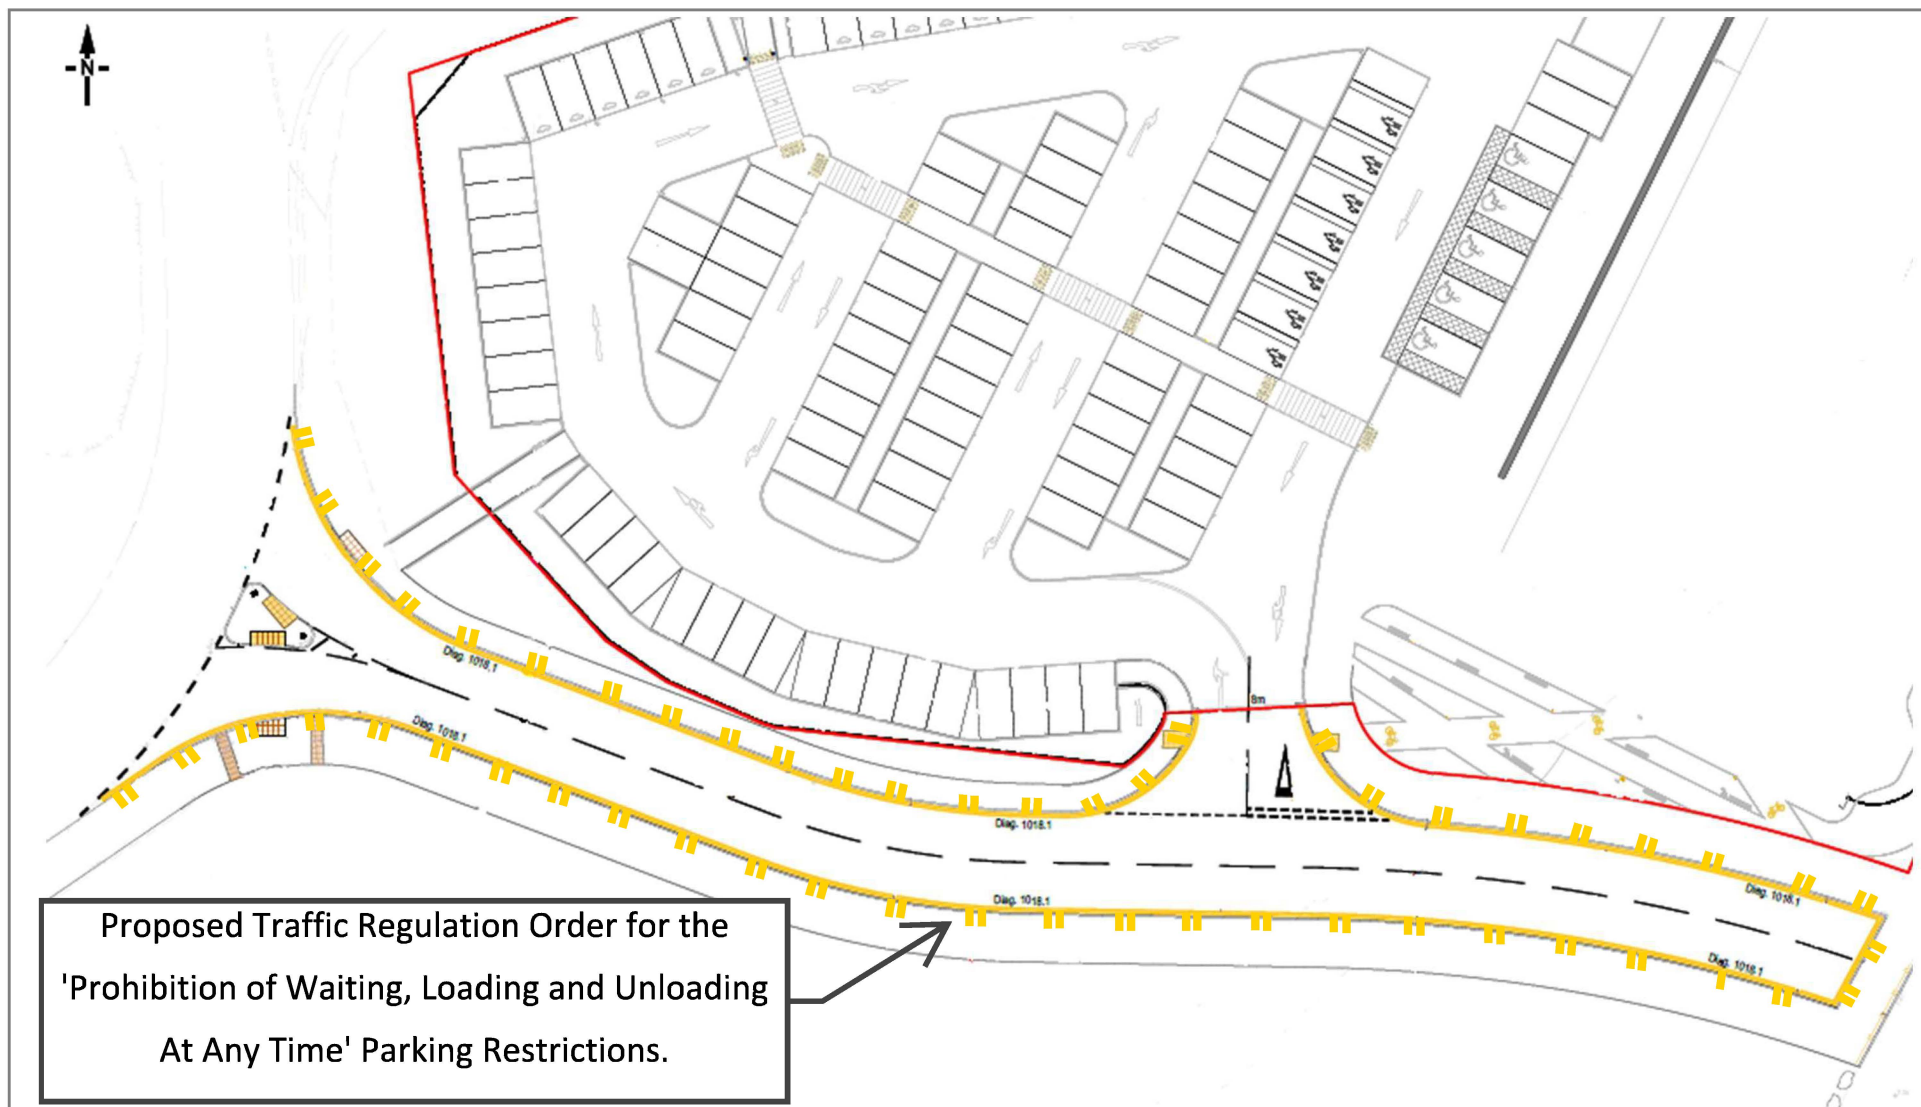 N
Diag. 1018.1
Diag. 1018.1
8m
Diag. 1018.1
Diag. 1018.1
Diag. 1018.1
Diag. 1018.1
Proposed Traffic Regulation Order for the
'Prohibition of Waiting, Loading and Unloading
At Any Time' Parking Restrictions.